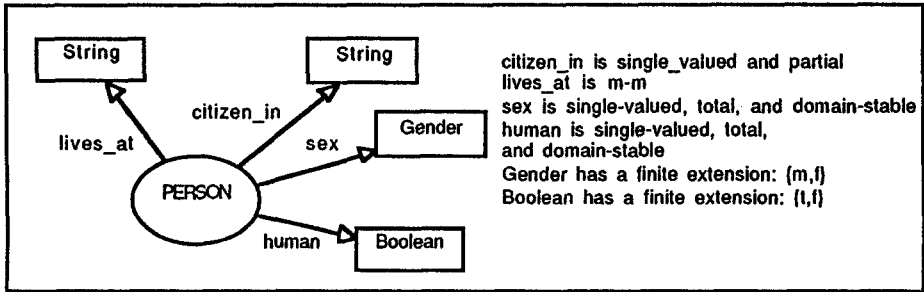 String
String
citizen_in
lives_at
sex
Gender
PERSON
human
Boolean
citizen_in is single_valued and partial
lives_at is m-m
sex is single-valued, total, and domain-stable
human is single-valued, total,
and domain-stable
Gender has a finite extension: {m,f}
Boolean has a finite extension: {t,f}